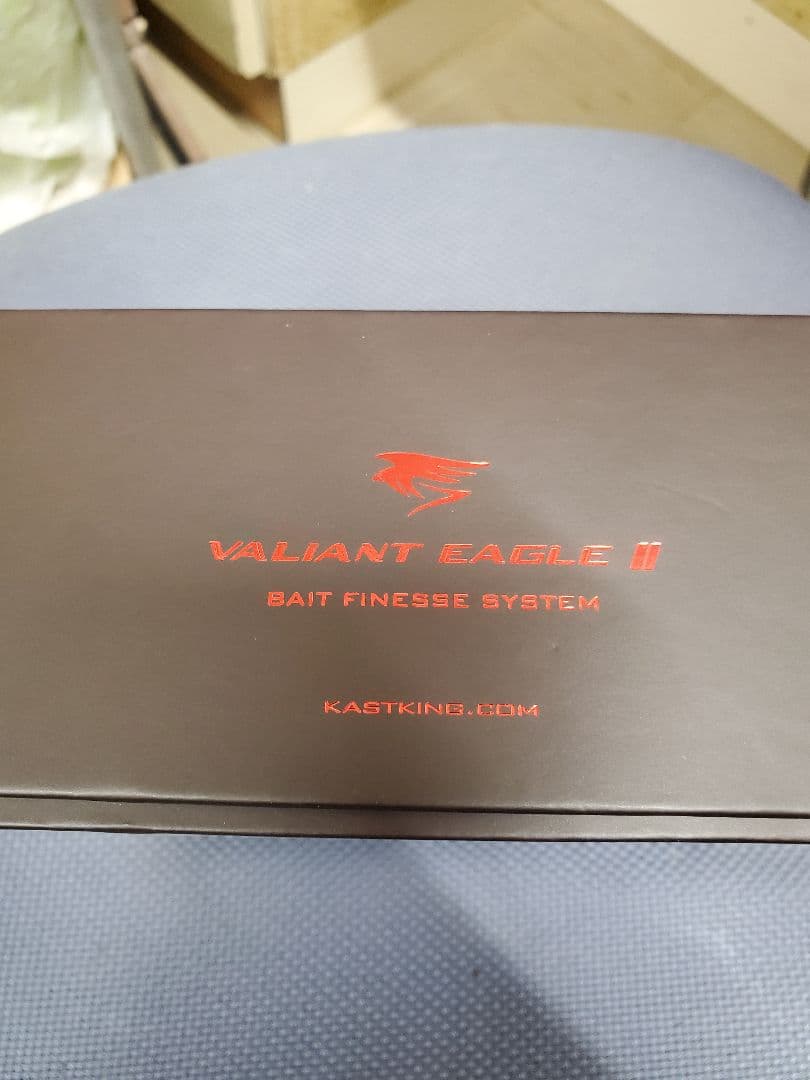 VALIANT EAGLE II
BAIT FINESSE SYSTEM
KASTKING.COM